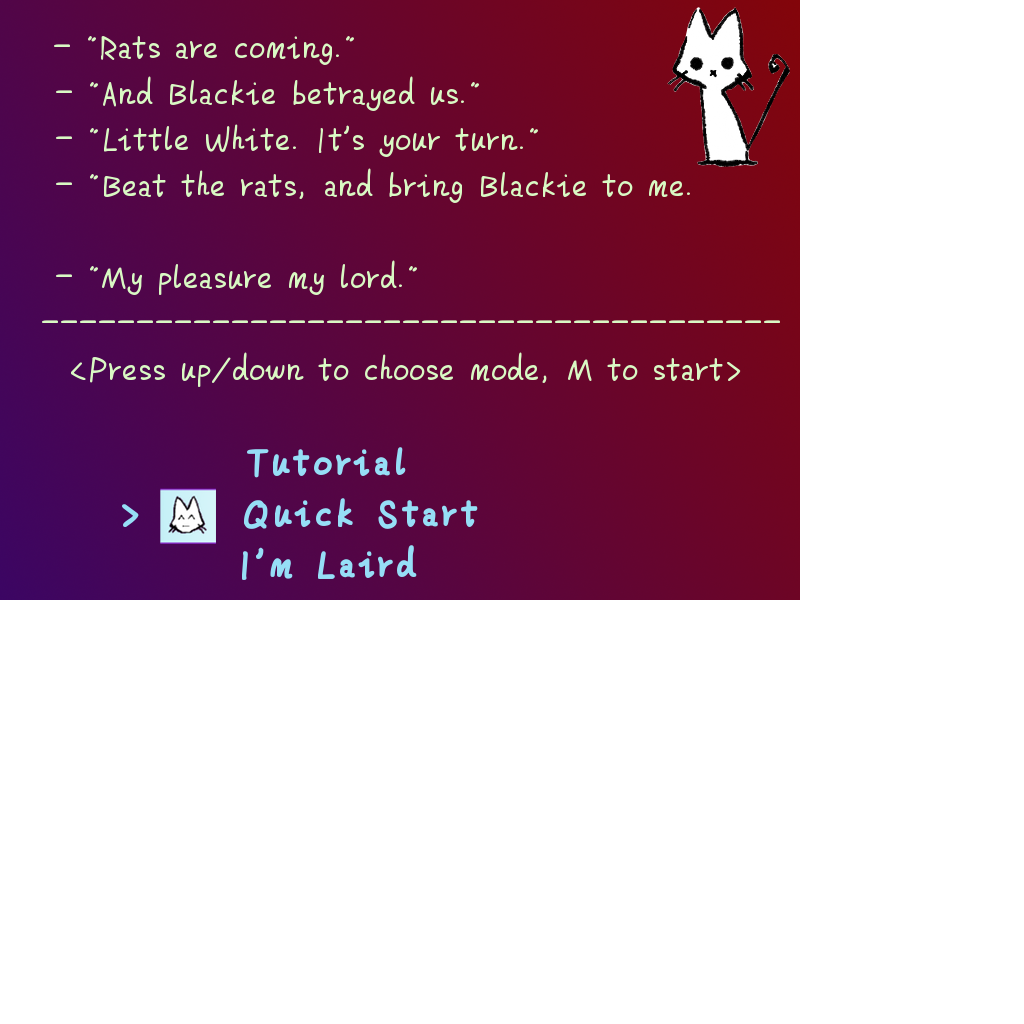 - "Rats are coming."
- "And Blackie betrayed us."
- "Little White. It's your turn."
- "Beat the rats, and bring Blackie to me.
- "My pleasure my lord."
---------------------------------------
<Press up/down to choose mode, M to start>
Tutorial
> Quick Start
I'm Laird